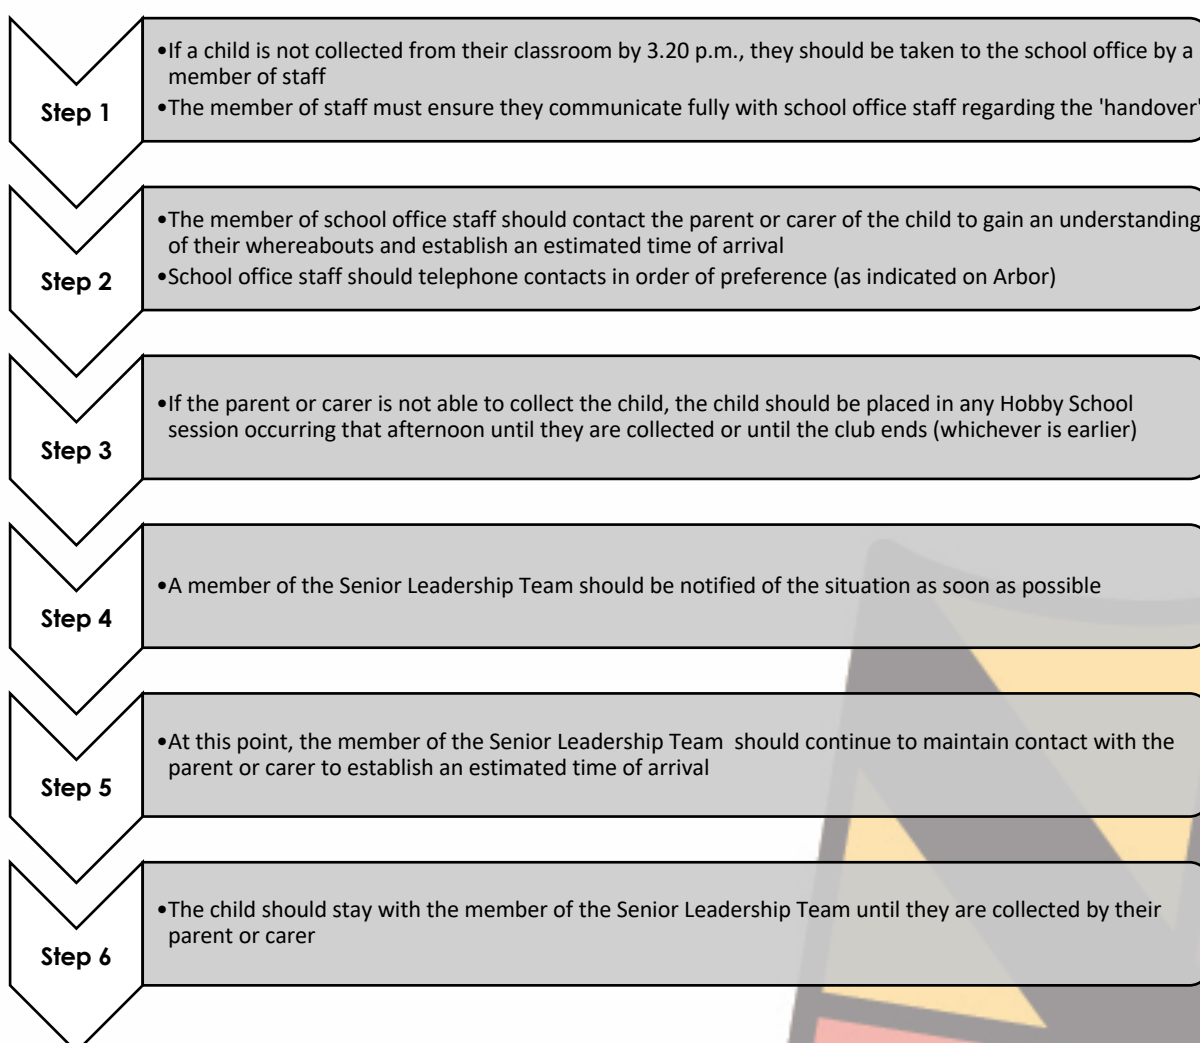 Step 1
•If a child is not collected from their classroom by 3.20 p.m., they should be taken to the school office by a
member of staff
•The member of staff must ensure they communicate fully with school office staff regarding the 'handover'
Step 2
•The member of school office staff should contact the parent or carer of the child to gain an understanding
of their whereabouts and establish an estimated time of arrival
•School office staff should telephone contacts in order of preference (as indicated on Arbor)
Step 3
•If the parent or carer is not able to collect the child, the child should be placed in any Hobby School
session occurring that afternoon until they are collected or until the club ends (whichever is earlier)
Step 4
•A member of the Senior Leadership Team should be notified of the situation as soon as possible
Step 5
•At this point, the member of the Senior Leadership Team  should continue to maintain contact with the
parent or carer to establish an estimated time of arrival
Step 6
•The child should stay with the member of the Senior Leadership Team until they are collected by their
parent or carer